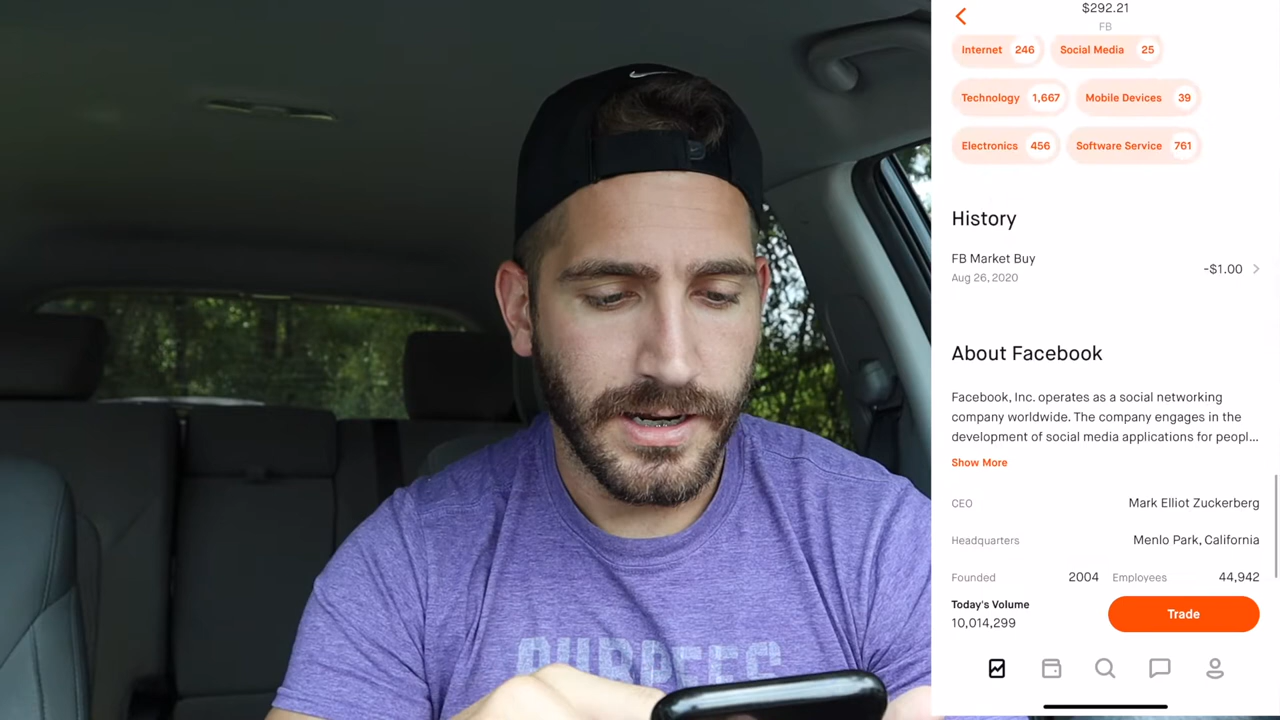 $292.21
FB
Internet 246 Social Media 25
Technology 1,667 Mobile Devices 39
Electronics 456 Software Service 761
History
FB Market Buy
-$1.00
Aug 26, 2020
About Facebook
Facebook, Inc. operates as a social networking
company worldwide. The company engages in the
development of social media applications for peopl...
Show More
CEO Mark Elliot Zuckerberg
Headquarters Menlo Park, California
Founded 2004 Employees 44,942
Today's Volume
10,014,299
Trade
BURPEES